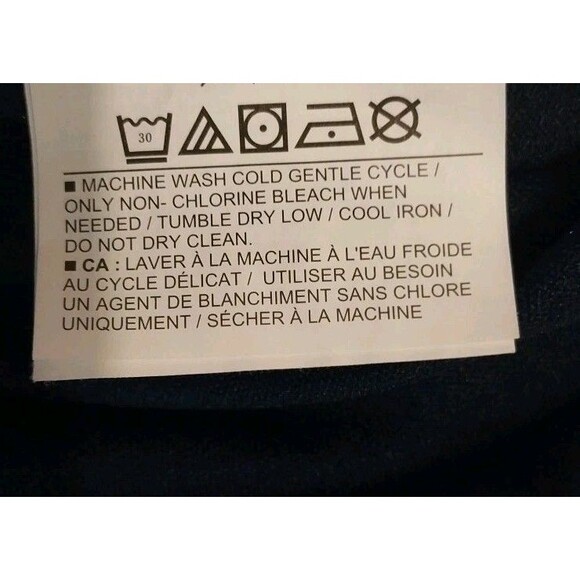 30
■ MACHINE WASH COLD GENTLE CYCLE /
ONLY NON- CHLORINE BLEACH WHEN
NEEDED / TUMBLE DRY LOW / COOL IRON /
DO NOT DRY CLEAN.
■ CA : LAVER À LA MACHINE À L'EAU FROIDE
AU CYCLE DÉLICAT / UTILISER AU BESOIN
UN AGENT DE BLANCHIMENT SANS CHLORE
UNIQUEMENT / SÉCHER À LA MACHINE